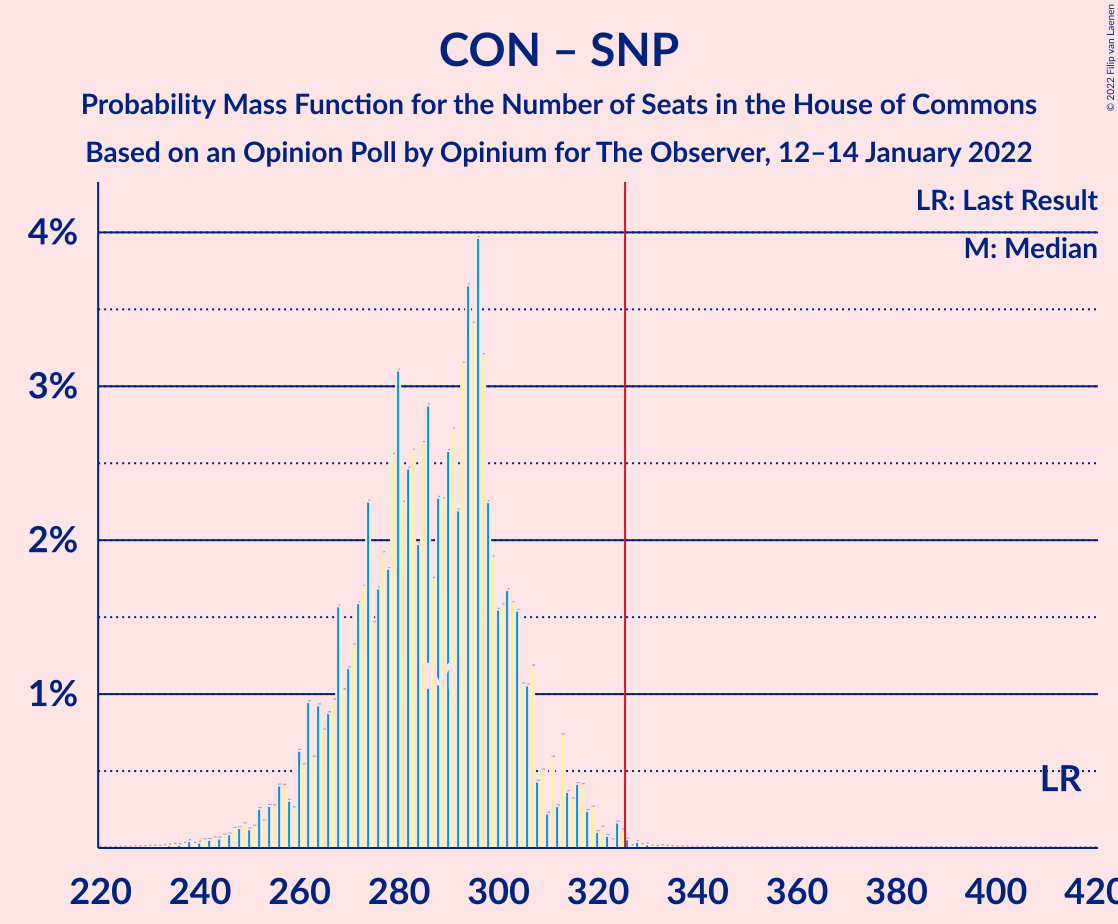 CON – SNP
Probability Mass Function for the Number of Seats in the House of Commons
Based on an Opinion Poll by Opinium for The Observer, 12–14 January 2022
© 2022 Filip van Laenen
LR: Last Result
M: Median
4%
3%
2%
1%
M
LR
220 240 260 280 300 320 340 360 380 400 420